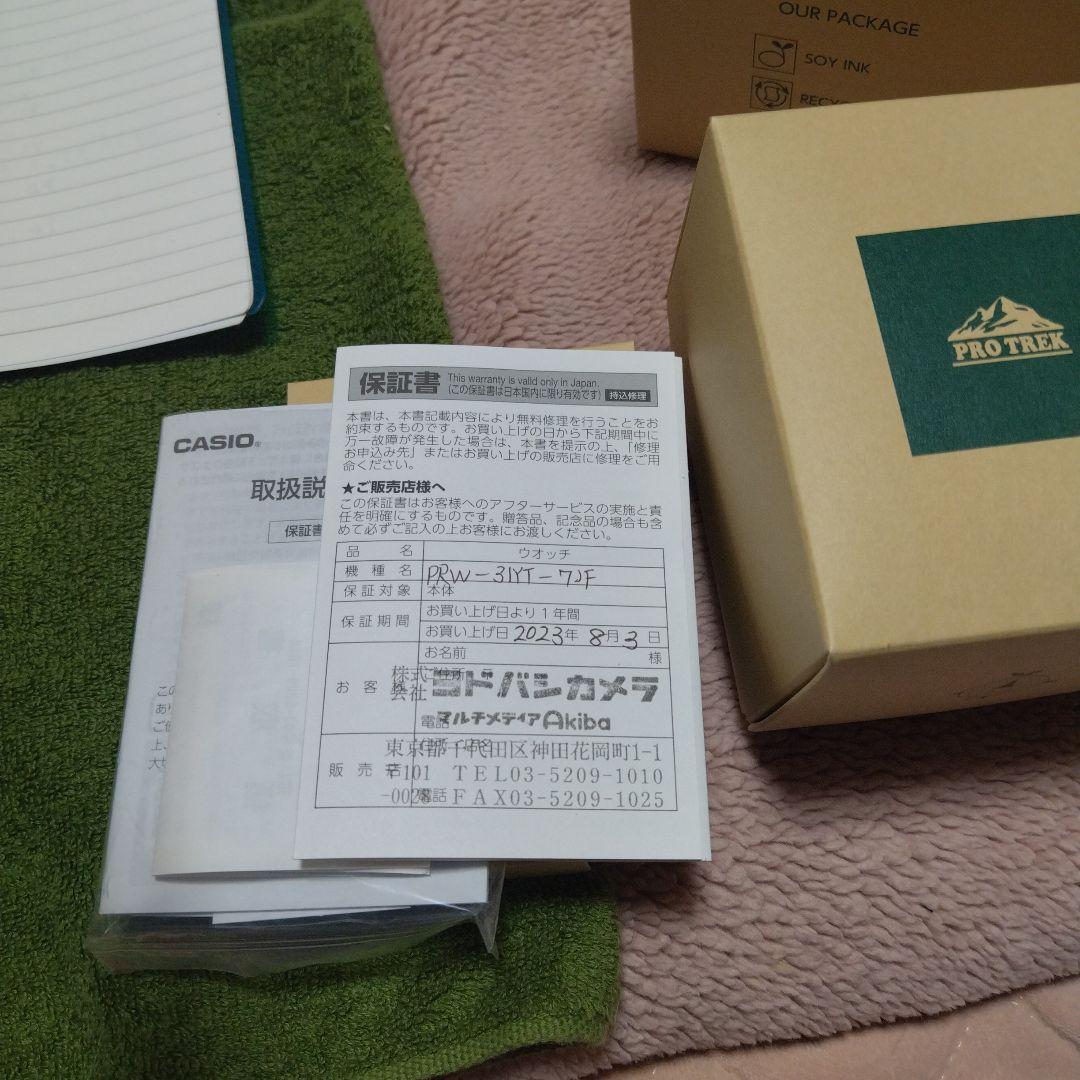 OUR PACKAGE
SOY INK
PRO TREK
CASIO
取扱説
保証書
保証書 This warranty is valid only in Japan.
(この保証書は日本国内に限り有効です) 持込修理
本書は、本書記載内容により無料修理を行うことをお
約束するものです。お買い上げの日から下記期間中に
万一故障が発生した場合は、本書を提示の上、「修理
お申込み先」またはお買い上げの販売店に修理をご用
命ください。
★ご販売店様へ
この保証書はお客様へのアフターサービスの実施と責
任を明確にするものです。贈答品、記念品の場合も含
めて必ずご記入の上お客様にお渡しください。
品名 ウオッチ
機種名 PRW-31YT-7JF
保証対象 本体
保証期間 お買い上げ日より1年間
お買い上げ日 2023年 8月 3日
お客様 お名前 様
ご住所
株式会社 ヨドバシカメラ
電話 マルチメディアAkiba
販売店 住所・店名
東京都千代田区神田花岡町1-1
〒101-0028 TEL03-5209-1010
電話 FAX03-5209-1025